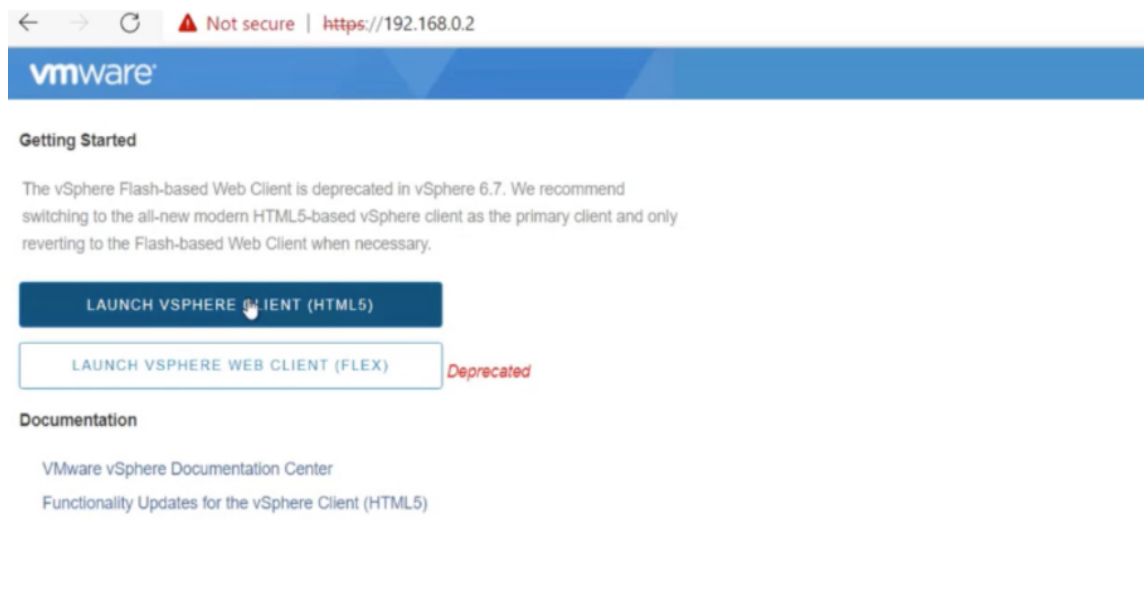 Not secure | https://192.168.0.2
vmware
Getting Started
The vSphere Flash-based Web Client is deprecated in vSphere 6.7. We recommend
switching to the all-new modern HTML5-based vSphere client as the primary client and only
reverting to the Flash-based Web Client when necessary.
LAUNCH VSPHERE CLIENT (HTML5)
LAUNCH VSPHERE WEB CLIENT (FLEX)
Deprecated
Documentation
VMware vSphere Documentation Center
Functionality Updates for the vSphere Client (HTML5)